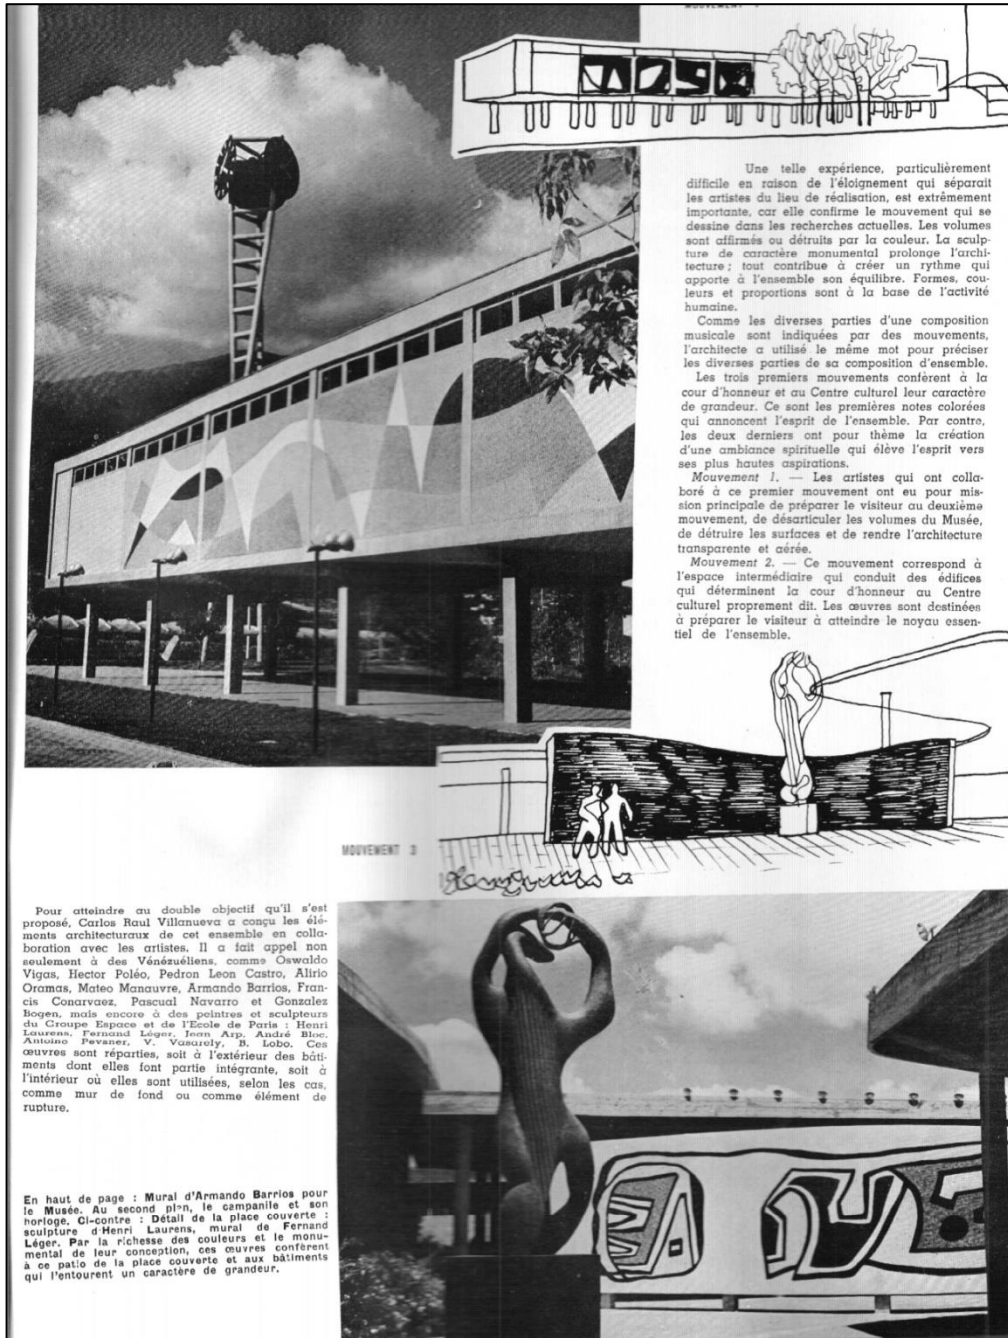 MOUVEMENT
Une telle expérience, particulièrement
difficile en raison de l'éloignement qui séparait
les artistes du lieu de réalisation, est extrêmement
importante, car elle confirme le mouvement qui se
dessine dans les recherches actuelles. Les volumes
sont affirmés ou détruits par la couleur. La sculp-
ture de caractère monumental prolonge l'archi-
tecture ; tout contribue à créer un rythme qui
apporte à l'ensemble son équilibre. Formes, cou-
leurs et proportions sont à la base de l'activité
humaine.
Comme les diverses parties d'une composition
musicale sont indiquées par des mouvements,
l'architecte a utilisé le même mot pour préciser
les diverses parties de sa composition d'ensemble.
Les trois premiers mouvements confèrent à la
cour d'honneur et au Centre culturel leur caractère
de grandeur. Ce sont les premières notes colorées
qui annoncent l'esprit de l'ensemble. Par contre,
les deux derniers ont pour thème la création
d'une ambiance spirituelle qui élève l'esprit vers
ses plus hautes aspirations.
Mouvement 1. — Les artistes qui ont colla-
boré à ce premier mouvement ont eu pour mis-
sion principale de préparer le visiteur au deuxième
mouvement, de désarticuler les volumes du Musée,
de détruire les surfaces et de rendre l'architecture
transparente et aérée.
Mouvement 2. — Ce mouvement correspond à
l'espace intermédiaire qui conduit des édifices
qui déterminent la cour d'honneur au Centre
culturel proprement dit. Les œuvres sont destinées
à préparer le visiteur à atteindre le noyau essen-
tiel de l'ensemble.
MOUVEMENT 3
Pour atteindre au double objectif qu'il s'est
proposé, Carlos Raul Villanueva a conçu les élé-
ments architecturaux de cet ensemble en colla-
boration avec les artistes. Il a fait appel non
seulement à des Vénézuéliens, comme Oswaldo
Vigas, Hector Poléo, Pedron Leon Castro, Alirio
Oramas, Mateo Manauvre, Armando Barrios, Fran-
cis Conarvaez, Pascual Navarro et Gonzalez
Bogen, mais encore à des peintres et sculpteurs
du Groupe Espace et de l'Ecole de Paris : Henri
Laurens, Fernand Léger, Jean Arp, André Bloc,
Antoine Pevsner, V. Vasarely, B. Lobo. Ces
œuvres sont réparties, soit à l'extérieur des bâti-
ments dont elles font partie intégrante, soit à
l'intérieur où elles sont utilisées, selon les cas,
comme mur de fond ou comme élément de
rupture.
En haut de page : Mural d'Armando Barrios pour
le Musée. Au second plan, le campanile et son
horloge. Ci-contre : Détail de la place couverte :
sculpture d'Henri Laurens, mural de Fernand
Léger. Par la richesse des couleurs et le monu-
mental de leur conception, ces œuvres confèrent
à ce patio de la place couverte et aux bâtiments
qui l'entourent un caractère de grandeur.